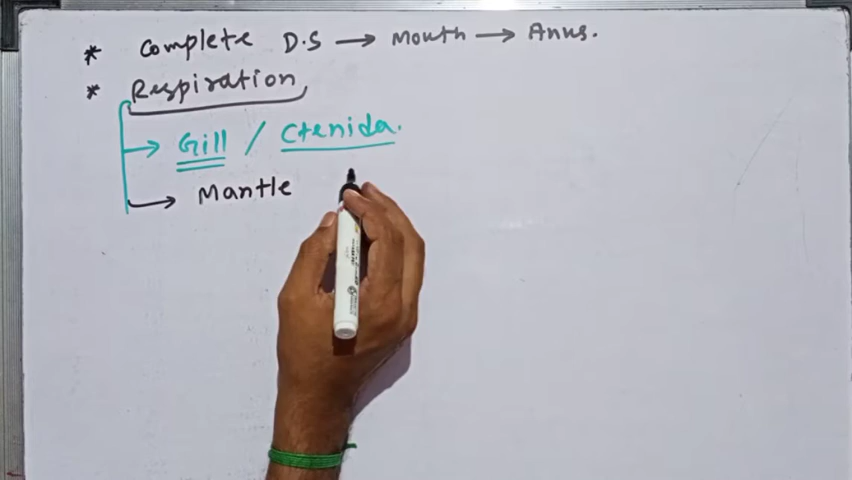 * Complete D.S → Mouth → Anus.
* Respiration
→ Gill / Ctenida.
→ Mantle